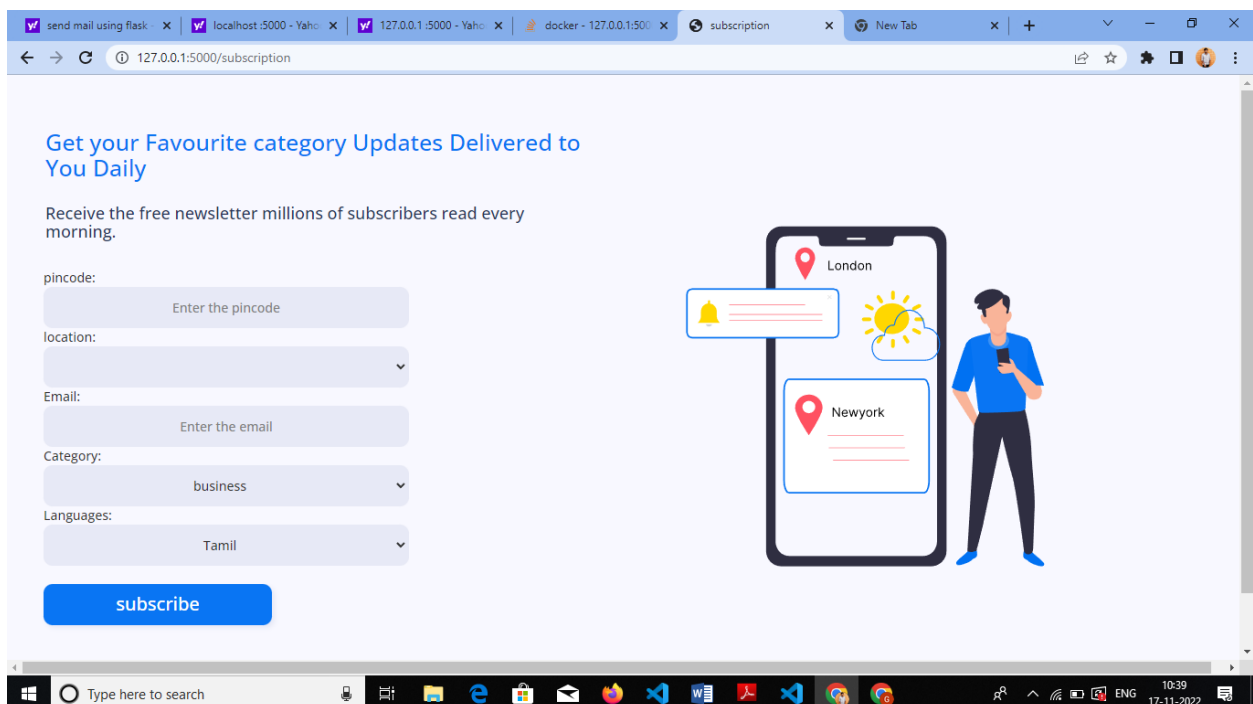 send mail using flask -
localhost :5000 - Yaho
127.0.0.1 :5000 - Yaho
docker - 127.0.0.1:500
subscription
New Tab
127.0.0.1:5000/subscription
Get your Favourite category Updates Delivered to
You Daily
Receive the free newsletter millions of subscribers read every
morning.
pincode:
Enter the pincode
location:
Email:
Enter the email
Category:
business
Languages:
Tamil
subscribe
London
Newyork
Type here to search
ENG
10:39
17-11-2022